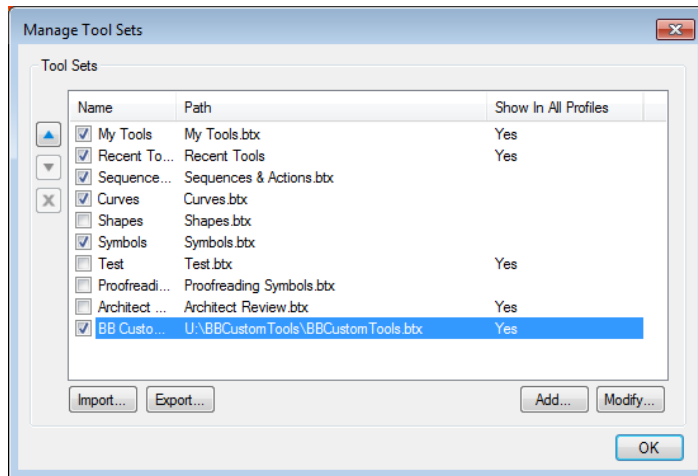 Manage Tool Sets
Tool Sets
Name Path Show In All Profiles
My Tools My Tools.btx Yes
Recent To... Recent Tools Yes
Sequence... Sequences & Actions.btx
Curves Curves.btx
Shapes Shapes.btx
Symbols Symbols.btx
Test Test.btx Yes
Proofreadi... Proofreading Symbols.btx
Architect ... Architect Review.btx Yes
BB Custo... U:\BBCustomTools\BBCustomTools.btx Yes
Import... Export... Add... Modify...
OK